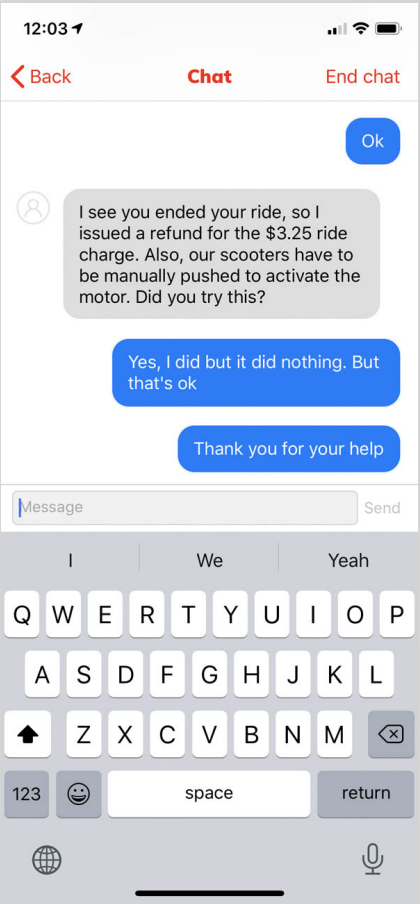 12:03
Back Chat End chat
Ok
I see you ended your ride, so I
issued a refund for the $3.25 ride
charge. Also, our scooters have to
be manually pushed to activate the
motor. Did you try this?
Yes, I did but it did nothing. But
that's ok
Thank you for your help
Message Send
I We Yeah
Q W E R T Y U I O P
A S D F G H J K L
Z X C V B N M
123 space return